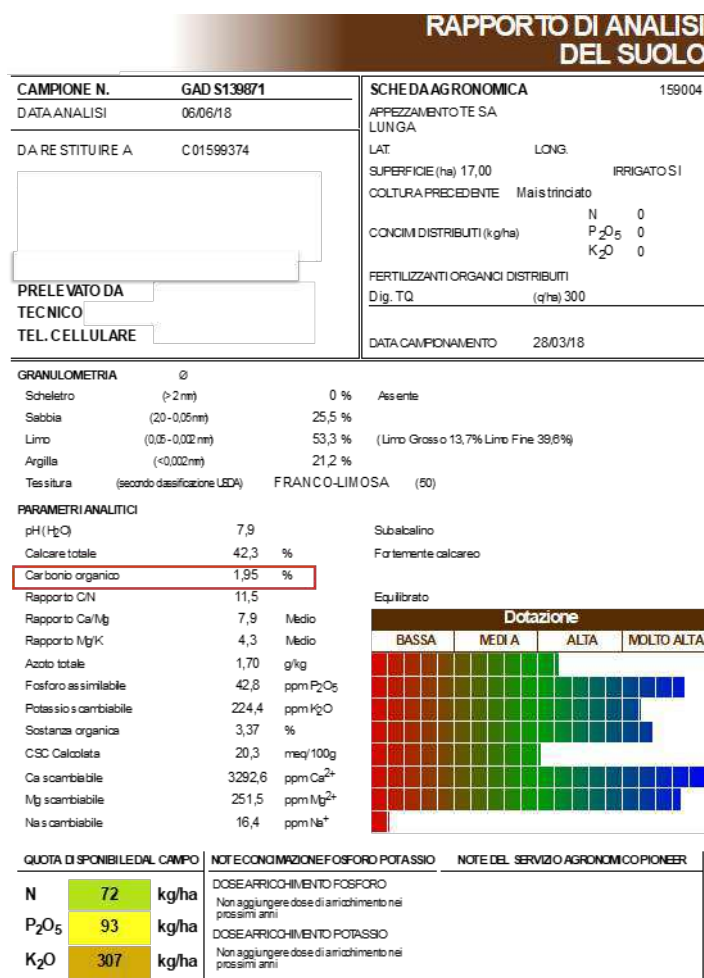 RAPPORTO DI ANALISI
DEL SUOLO
CAMPIONE N. GAD S139871
DATA ANALISI 06/06/18
DA RESTITUIRE A C01599374
PRELEVATO DA
TECNICO
TEL. CELLULARE
SCHEDA AGRONOMICA 159004
APPEZZAMENTO TESA
LUNGA
LAT. LONG.
SUPERFICIE (ha) 17,00 IRRIGATO SI
COLTURA PRECEDENTE Mais trinciato
CONCIMI DISTRIBUITI (kg/ha)
N 0
P2O5 0
K2O 0
FERTILIZZANTI ORGANICI DISTRIBUITI
Dig. TQ (q/ha) 300
DATA CAMPIONAMENTO 28/03/18
GRANULOMETRIA Ø
Scheletro (>2 mm) 0 % Assente
Sabbia (2,0 - 0,05 mm) 25,5 %
Limo (0,05 - 0,002 mm) 53,3 % (Limo Grosso 13,7% Limo Fine 39,6%)
Argilla (<0,002 mm) 21,2 %
Tessitura (secondo classificazione USDA) FRANCO-LIMOSA (50)
PARAMETRI ANALITICI
pH (H2O) 7,9 Subalcalino
Calcare totale 42,3 % Fortemente calcareo
Carbonio organico 1,95 %
Rapporto C/N 11,5 Equilibrato
Rapporto Ca/Mg 7,9 Medio
Rapporto Mg/K 4,3 Medio
Dotazione
BASSA MEDIA ALTA MOLTO ALTA
Azoto totale 1,70 g/kg
Fosforo assimilabile 42,8 ppm P2O5
Potassio scambiabile 224,4 ppm K2O
Sostanza organica 3,37 %
CSC Calcolata 20,3 meq/100g
Ca scambiabile 3292,6 ppm Ca2+
Mg scambiabile 251,5 ppm Mg2+
Na scambiabile 16,4 ppm Na+
QUOTA DISPONIBILE DAL CAMPO
N 72 kg/ha
P2O5 93 kg/ha
K2O 307 kg/ha
NOTE CONCIMAZIONE FOSFORO POTASSIO
DOSE ARRICCHIMENTO FOSFORO
Non aggiungere dose di arricchimento nei
prossimi anni
DOSE ARRICCHIMENTO POTASSIO
Non aggiungere dose di arricchimento nei
prossimi anni
NOTE DEL SERVIZIO AGRONOMICO PIONEER